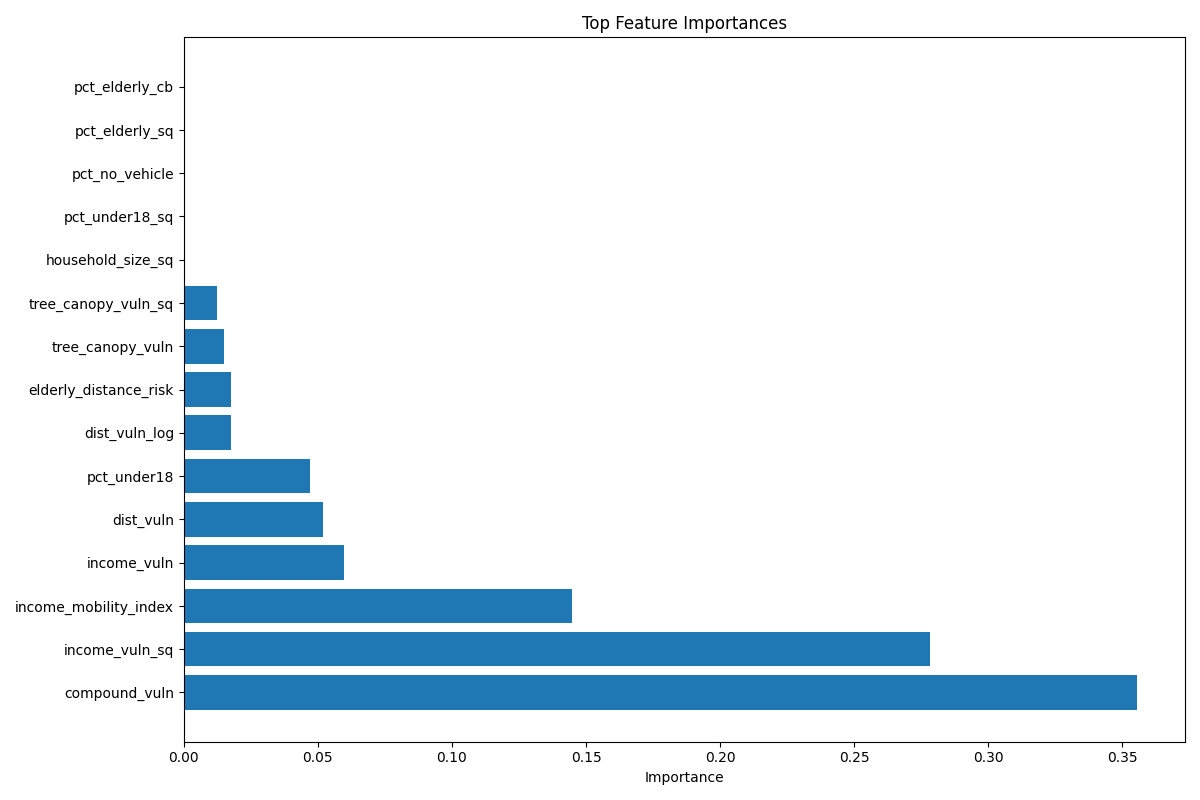 Top Feature Importances
pct_elderly_cb
pct_elderly_sq
pct_no_vehicle
pct_under18_sq
household_size_sq
tree_canopy_vuln_sq
tree_canopy_vuln
elderly_distance_risk
dist_vuln_log
pct_under18
dist_vuln
income_vuln
income_mobility_index
income_vuln_sq
compound_vuln
0.00 0.05 0.10 0.15 0.20 0.25 0.30 0.35
Importance